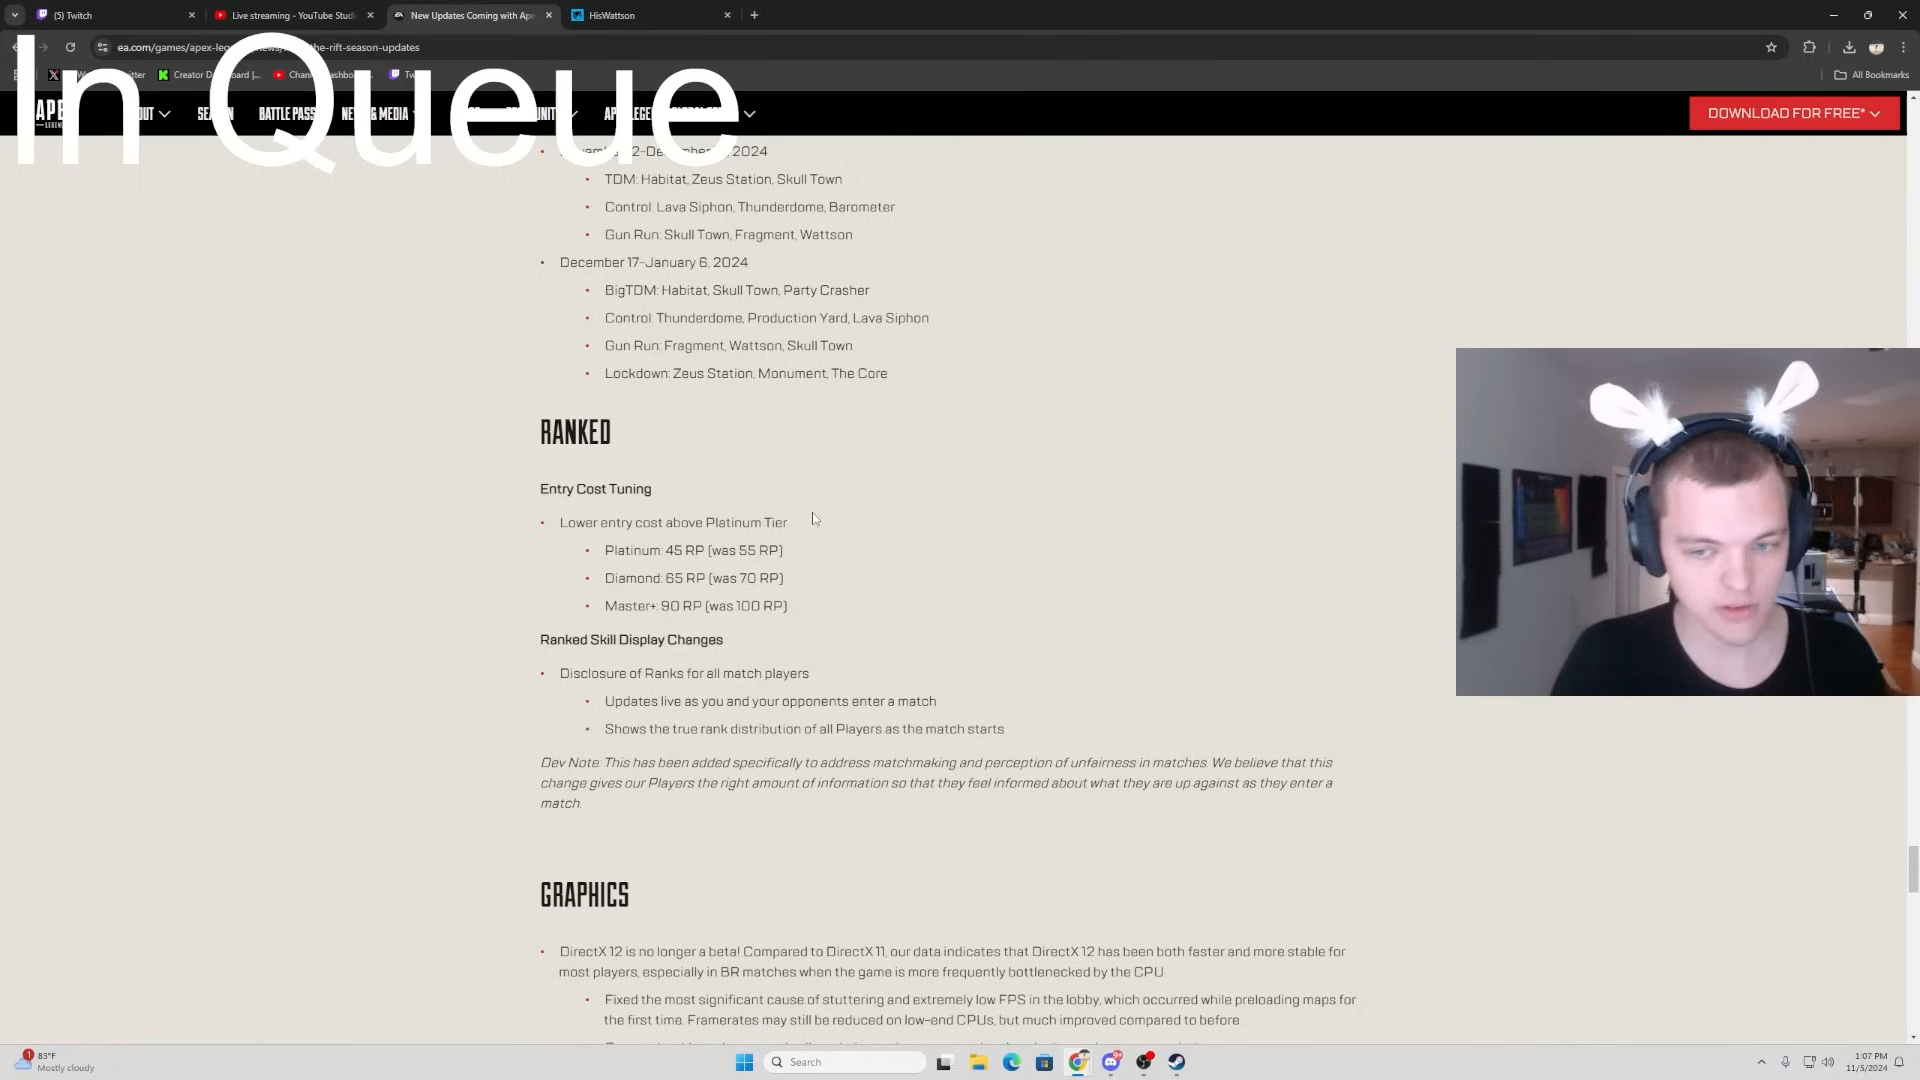 (5) Twitch
Live streaming - YouTube Studi
New Updates Coming with Ape
HisWattson
ea.com/games/apex-leg
he-rift-season-updates
In Queue
Creator Da
board |...
All Bookmarks
BATTLE PASS
DOWNLOAD FOR FREE*
2024
TDM: Habitat, Zeus Station, Skull Town
Control: Lava Siphon, Thunderdome, Barometer
Gun Run: Skull Town, Fragment, Wattson
December 17-January 6, 2024
BigTDM: Habitat, Skull Town, Party Crasher
Control: Thunderdome, Production Yard, Lava Siphon
Gun Run: Fragment, Wattson, Skull Town
Lockdown: Zeus Station, Monument, The Core
RANKED
Entry Cost Tuning
Lower entry cost above Platinum Tier
Platinum: 45 RP (was 55 RP)
Diamond: 65 RP (was 70 RP)
Master+: 90 RP (was 100 RP)
Ranked Skill Display Changes
Disclosure of Ranks for all match players
Updates live as you and your opponents enter a match
Shows the true rank distribution of all Players as the match starts
Dev Note: This has been added specifically to address matchmaking and perception of unfairness in matches. We believe that this
change gives our Players the right amount of information so that they feel informed about what they are up against as they enter a
match.
GRAPHICS
DirectX 12 is no longer a beta! Compared to DirectX 11, our data indicates that DirectX 12 has been both faster and more stable for
most players, especially in BR matches when the game is more frequently bottlenecked by the CPU.
Fixed the most significant cause of stuttering and extremely low FPS in the lobby, which occurred while preloading maps for
the first time. Framerates may still be reduced on low-end CPUs, but much improved compared to before.
1
83°F
Mostly cloudy
Search
1:07 PM
11/5/2024